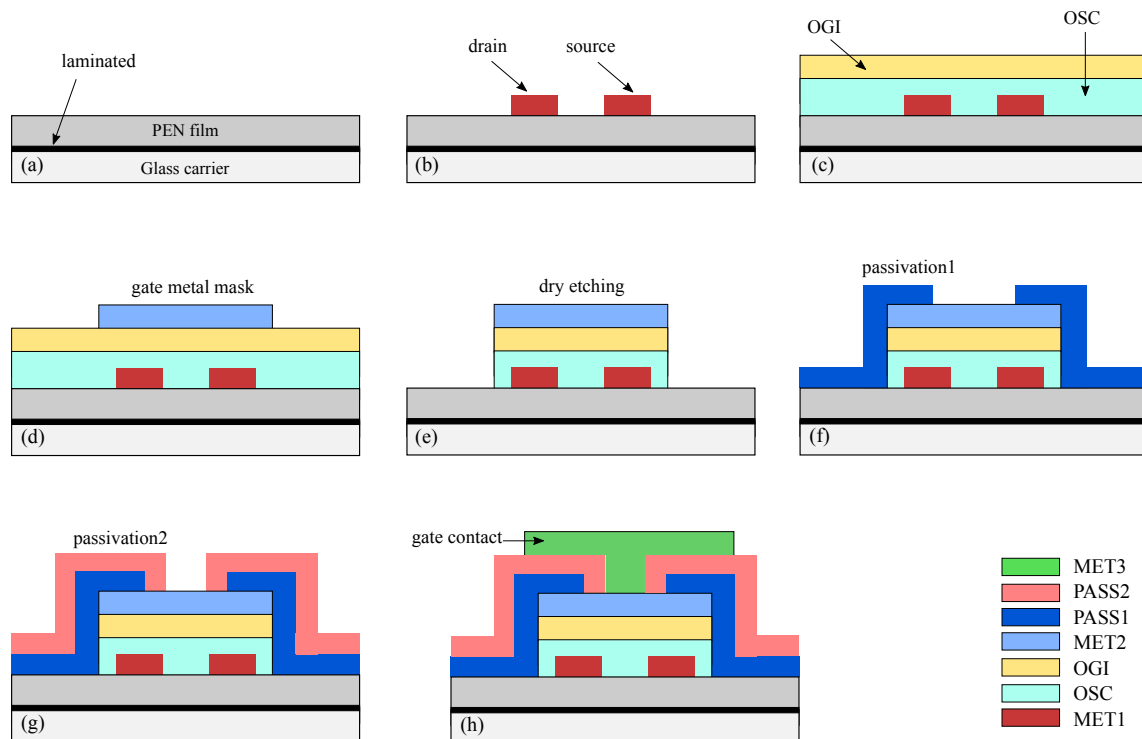 laminated
PEN film
Glass carrier
(a)
drain
source
(b)
OGI
OSC
(c)
gate metal mask
(d)
dry etching
(e)
passivation1
(f)
passivation2
(g)
gate contact
(h)
MET3
PASS2
PASS1
MET2
OGI
OSC
MET1